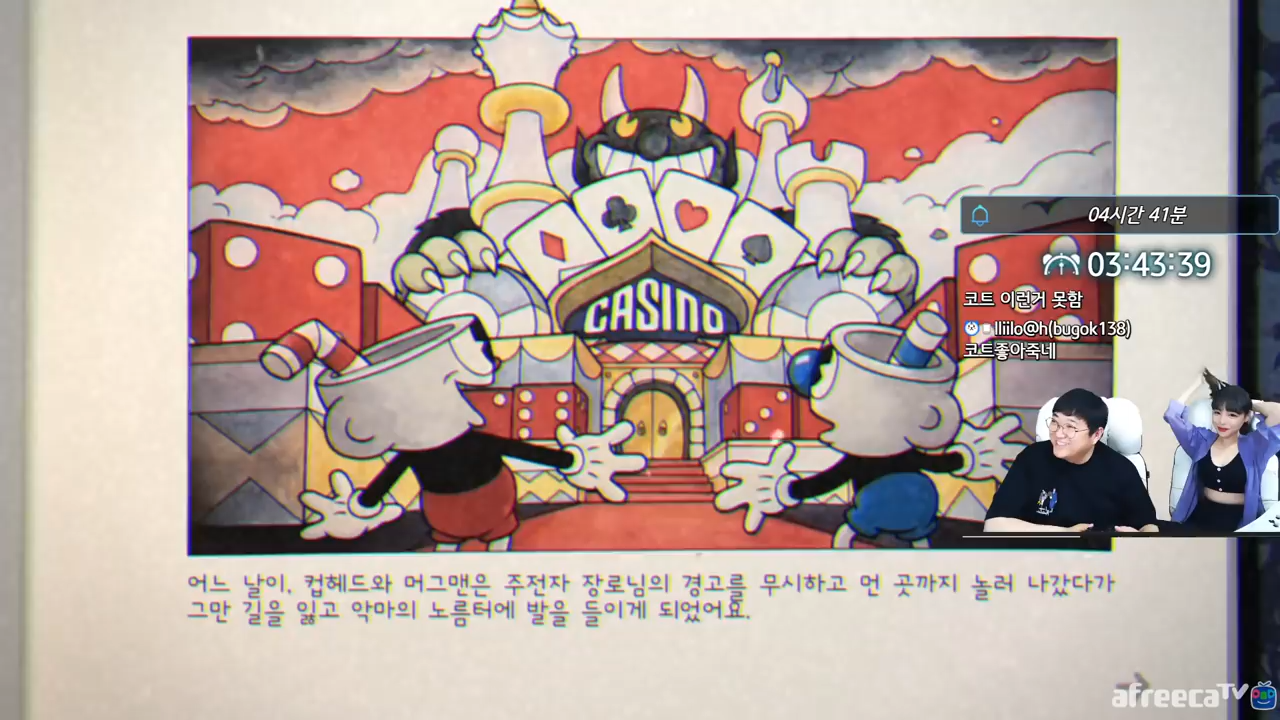 CASINO
04시간 41분
03:43:39
코트 이런거 못함
lliilo@h(bugok138)
코트좋아죽네
어느 날이, 컵헤드와 머그맨은 주전자 장로님의 경고를 무시하고 먼 곳까지 놀러 나갔다가
그만 길을 잃고 악마의 노름터에 발을 들이게 되었어요.
afreecaTV